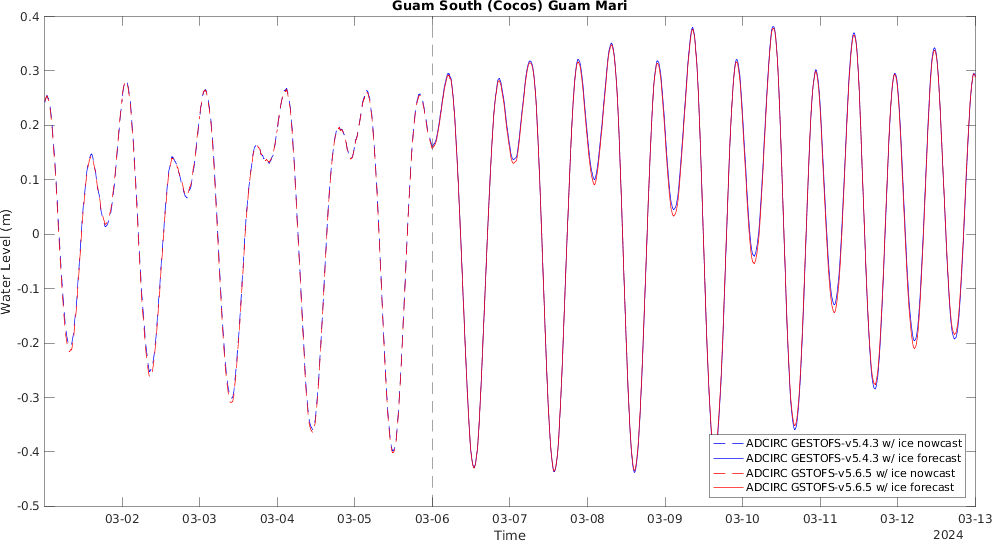 Guam South (Cocos) Guam Mari
0.4
0.3
0.2
0.1
0
-0.1
-0.2
-0.3
-0.4
-0.5
Water Level (m)
ADCIRC GESTOFS-v5.4.3 w/ ice nowcast
ADCIRC GESTOFS-v5.4.3 w/ ice forecast
ADCIRC GSTOFS-v5.6.5 w/ ice nowcast
ADCIRC GSTOFS-v5.6.5 w/ ice forecast
03-02 03-03 03-04 03-05 03-06 03-07 03-08 03-09 03-10 03-11 03-12 03-13
Time
2024